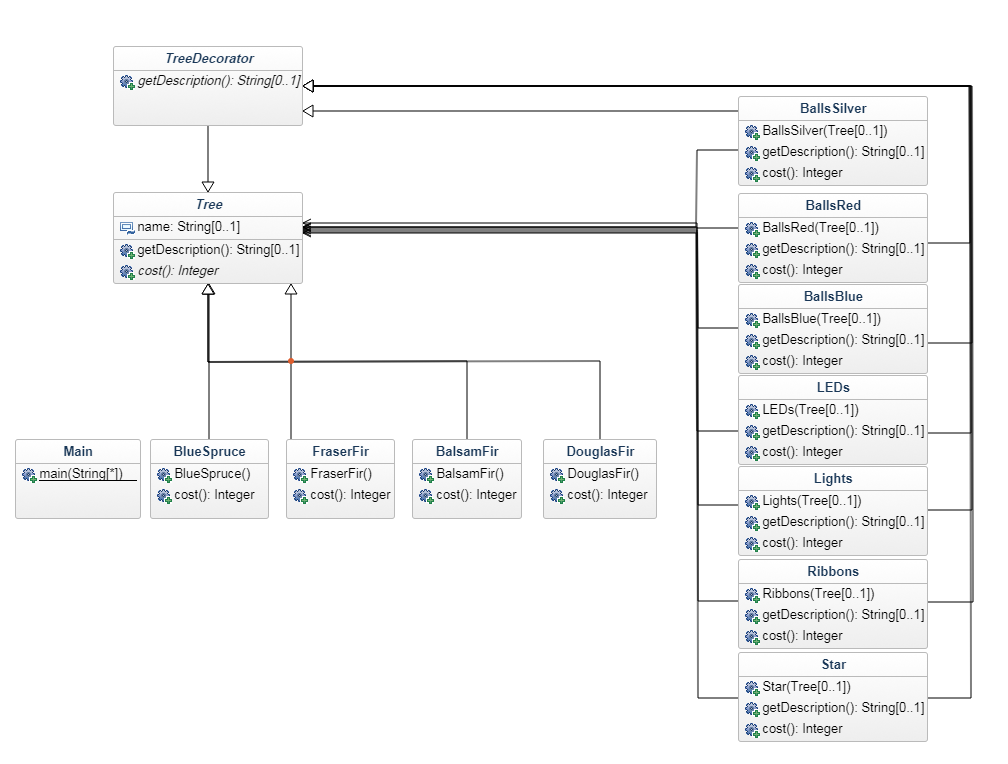 TreeDecorator
getDescription(): String[0..1]
Tree
name: String[0..1]
getDescription(): String[0..1]
cost(): Integer
Main
main(String[*])
BlueSpruce
BlueSpruce()
cost(): Integer
FraserFir
FraserFir()
cost(): Integer
BalsamFir
BalsamFir()
cost(): Integer
DouglasFir
DouglasFir()
cost(): Integer
BallsSilver
BallsSilver(Tree[0..1])
getDescription(): String[0..1]
cost(): Integer
BallsRed
BallsRed(Tree[0..1])
getDescription(): String[0..1]
cost(): Integer
BallsBlue
BallsBlue(Tree[0..1])
getDescription(): String[0..1]
cost(): Integer
LEDs
LEDs(Tree[0..1])
getDescription(): String[0..1]
cost(): Integer
Lights
Lights(Tree[0..1])
getDescription(): String[0..1]
cost(): Integer
Ribbons
Ribbons(Tree[0..1])
getDescription(): String[0..1]
cost(): Integer
Star
Star(Tree[0..1])
getDescription(): String[0..1]
cost(): Integer